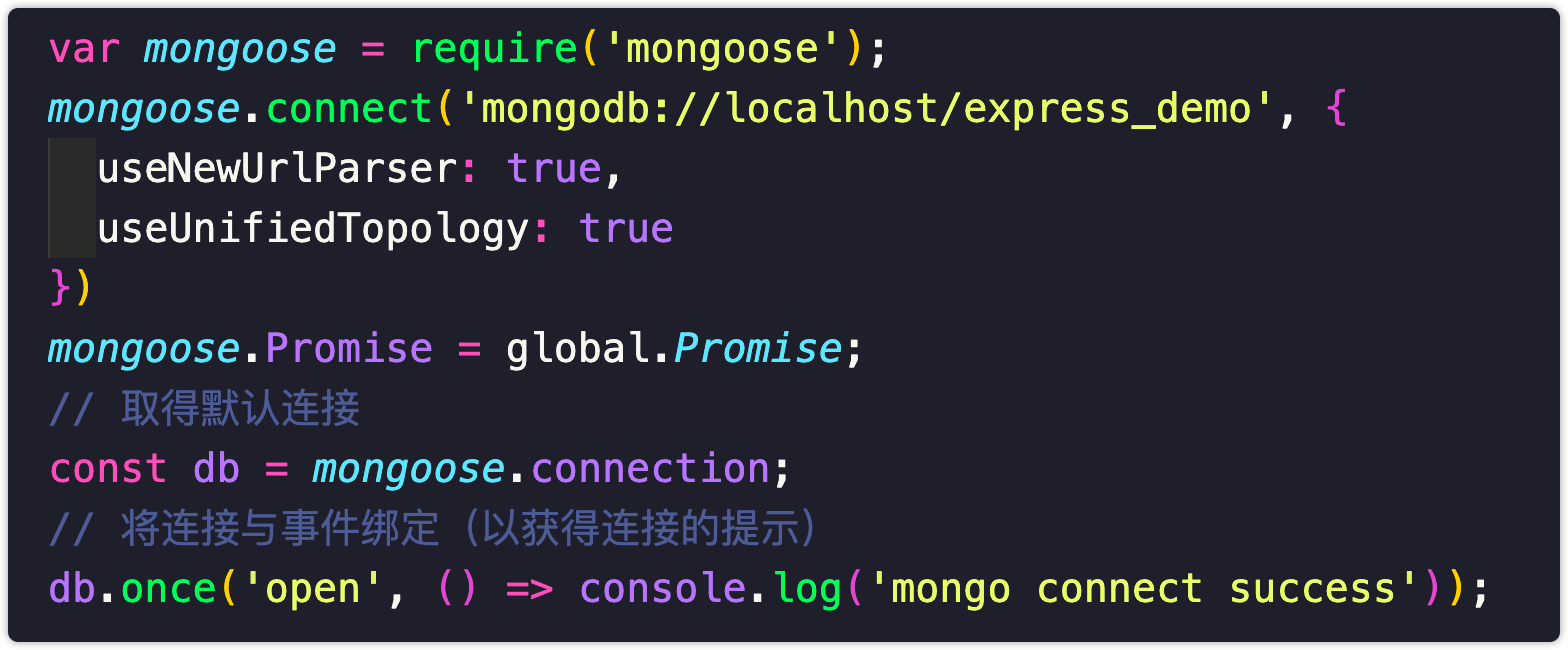 var mongoose = require('mongoose');
mongoose.connect('mongodb://localhost/express_demo', {
  useNewUrlParser: true,
  useUnifiedTopology: true
})
mongoose.Promise = global.Promise;
// 取得默认连接
const db = mongoose.connection;
// 将连接与事件绑定（以获得连接的提示）
db.once('open', () => console.log('mongo connect success'));